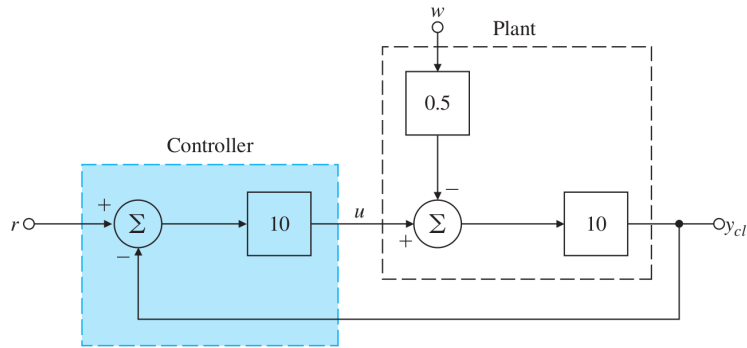 w
Plant
0.5
Controller
−
+
r
Σ
10
u
Σ
10
y_cl
−
+